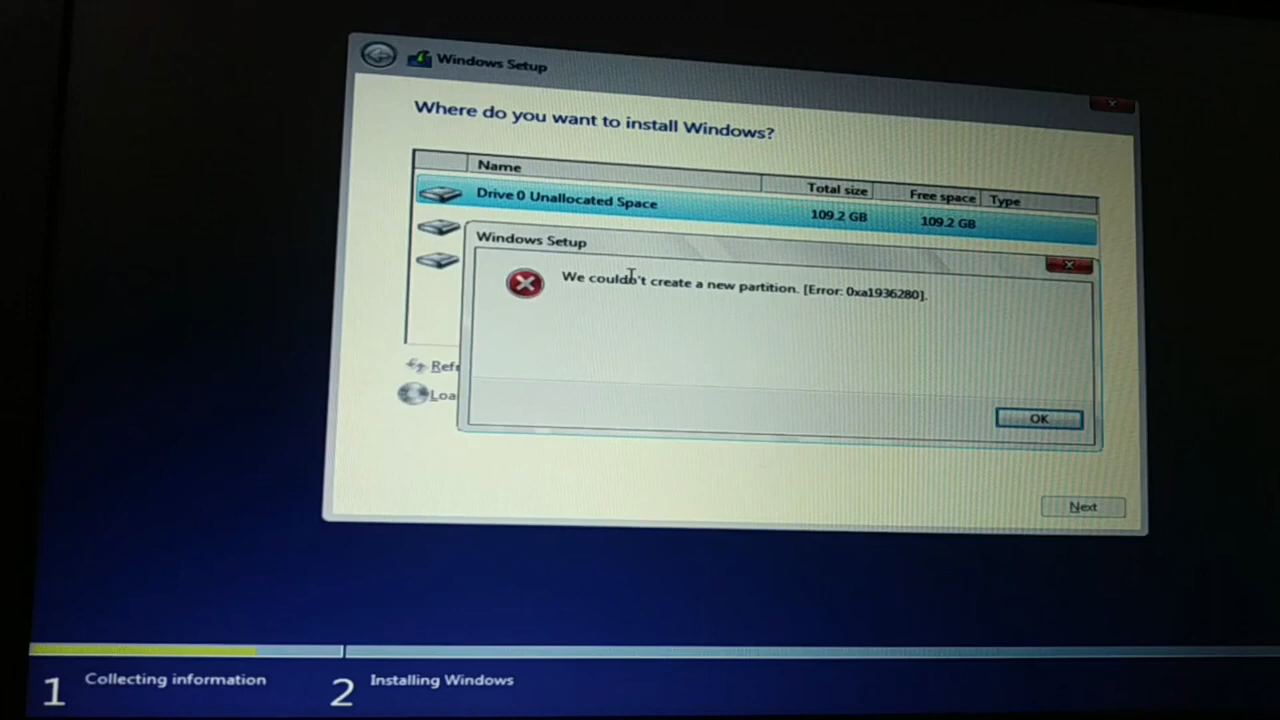 Windows Setup
Where do you want to install Windows?
Name Total size Free space Type
Drive 0 Unallocated Space 109.2 GB 109.2 GB
Windows Setup
We couldn't create a new partition. [Error: 0xa1936280].
Refr
Loa
OK
Next
1 Collecting information 2 Installing Windows